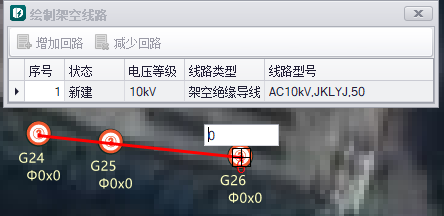 绘制架空线路
增加回路 减少回路
序号 状态 电压等级 线路类型 线路型号
1 新建 10kV 架空绝缘导线 AC10kV,JKLYJ,50
0
G24
Φ0x0
G25
Φ0x0
G26
Φ0x0